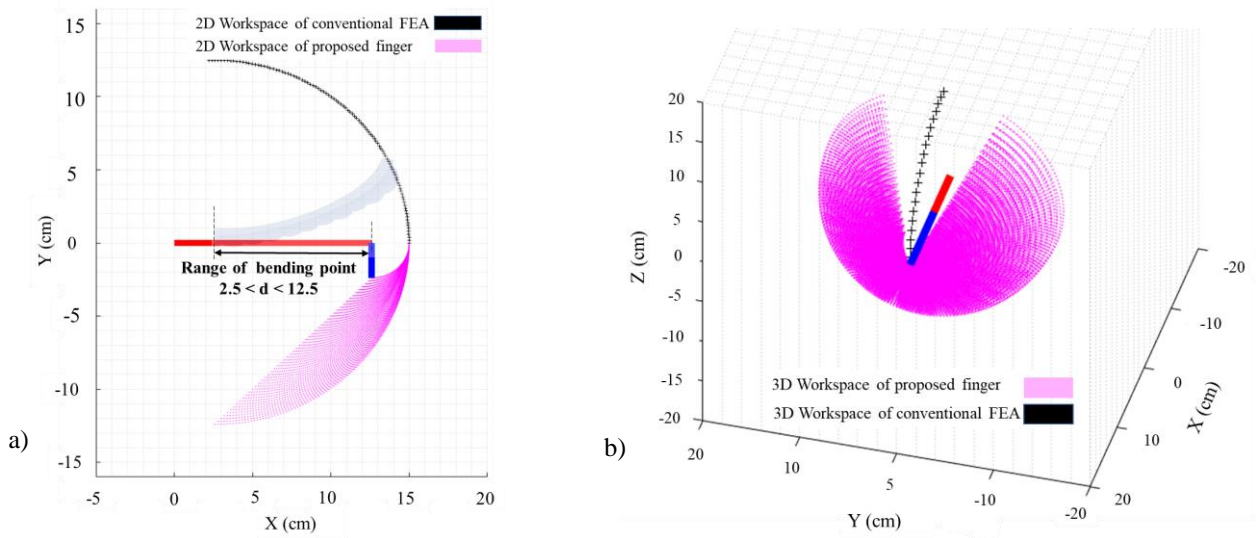 15
10
5
0
-5
-10
-15
Y (cm)
2D Workspace of conventional FEA
2D Workspace of proposed finger
Range of bending point
2.5 < d < 12.5
-5
0
5
10
15
20
X (cm)
a)
20
15
10
5
0
-5
-10
-15
-20
Z (cm)
3D Workspace of proposed finger
3D Workspace of conventional FEA
20
10
5
-10
-20
Y (cm)
-20
-10
0
10
20
X (cm)
b)